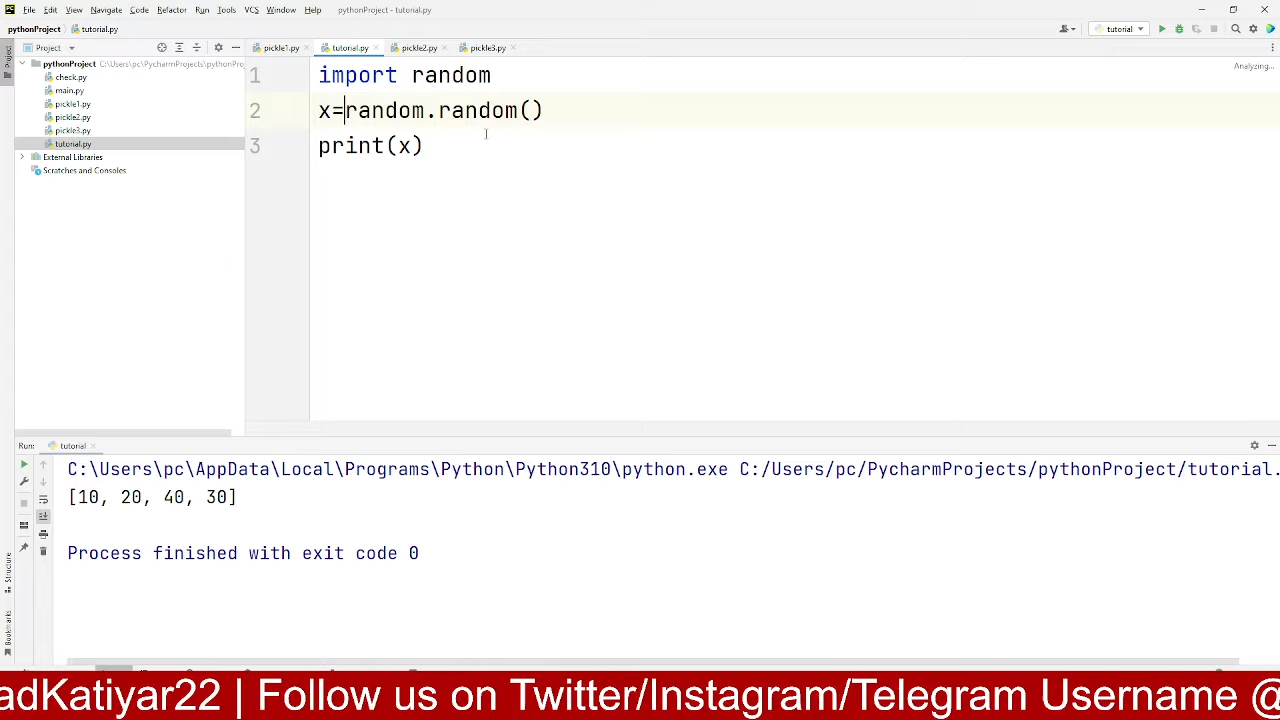 File Edit View Navigate Code Refactor Run Tools VCS Window Help pythonProject - tutorial.py
pythonProject tutorial.py
tutorial
Project
pickle1.py tutorial.py pickle2.py pickle3.py
pythonProject C:\Users\pc\PycharmProjects\pythonPro
check.py
main.py
pickle1.py
pickle2.py
pickle3.py
tutorial.py
External Libraries
Scratches and Consoles
Analyzing...
1 import random
2 x=random.random()
3 print(x)
Project
Structure
Bookmarks
Run: tutorial
C:\Users\pc\AppData\Local\Programs\Python\Python310\python.exe C:/Users/pc/PycharmProjects/pythonProject/tutorial.
[10, 20, 40, 30]
Process finished with exit code 0
adKatiyar22 | Follow us on Twitter/Instagram/Telegram Username @